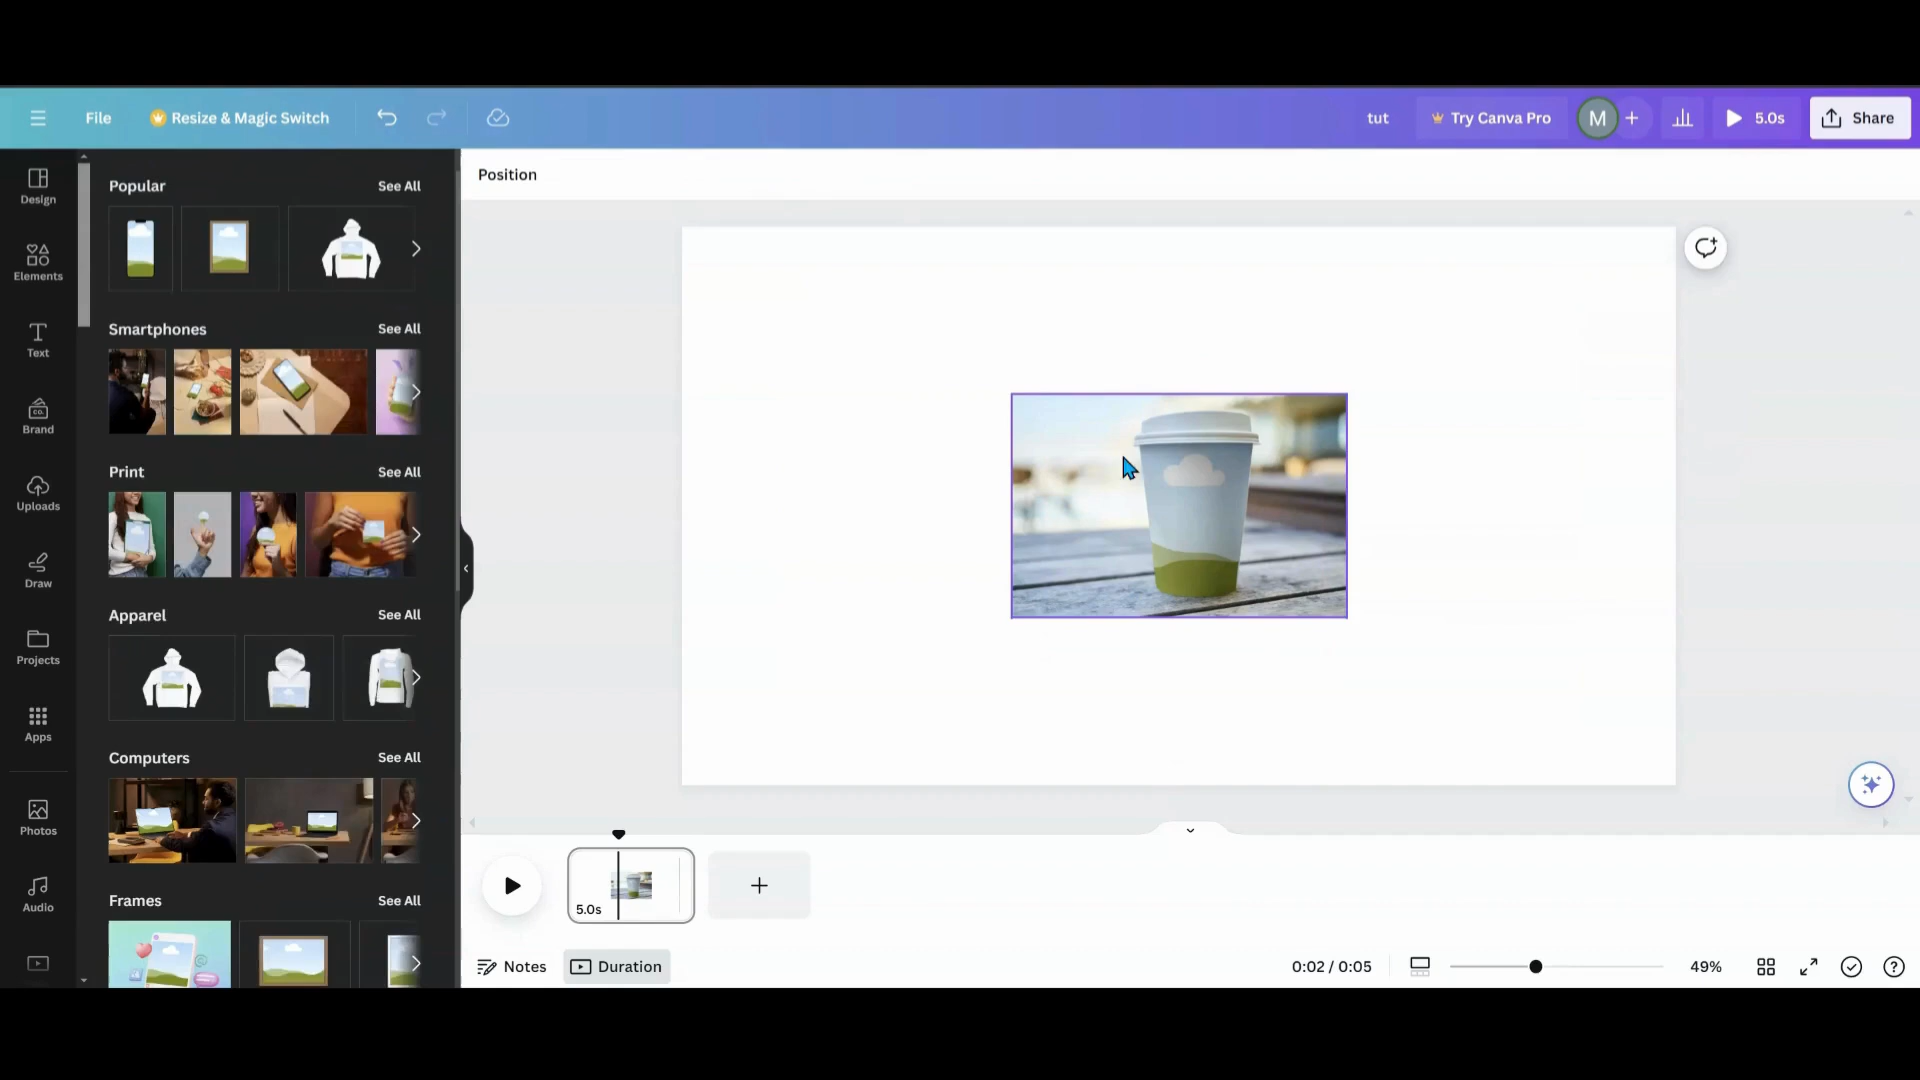 File
Resize & Magic Switch
tut
Try Canva Pro
M
5.0s
Share
Design
Elements
Text
Brand
CO.
Uploads
Draw
Projects
Apps
Photos
Audio
Popular
See All
Smartphones
See All
Print
See All
Apparel
See All
Computers
See All
Frames
See All
Position
5.0s
Notes
Duration
0:02 / 0:05
49%